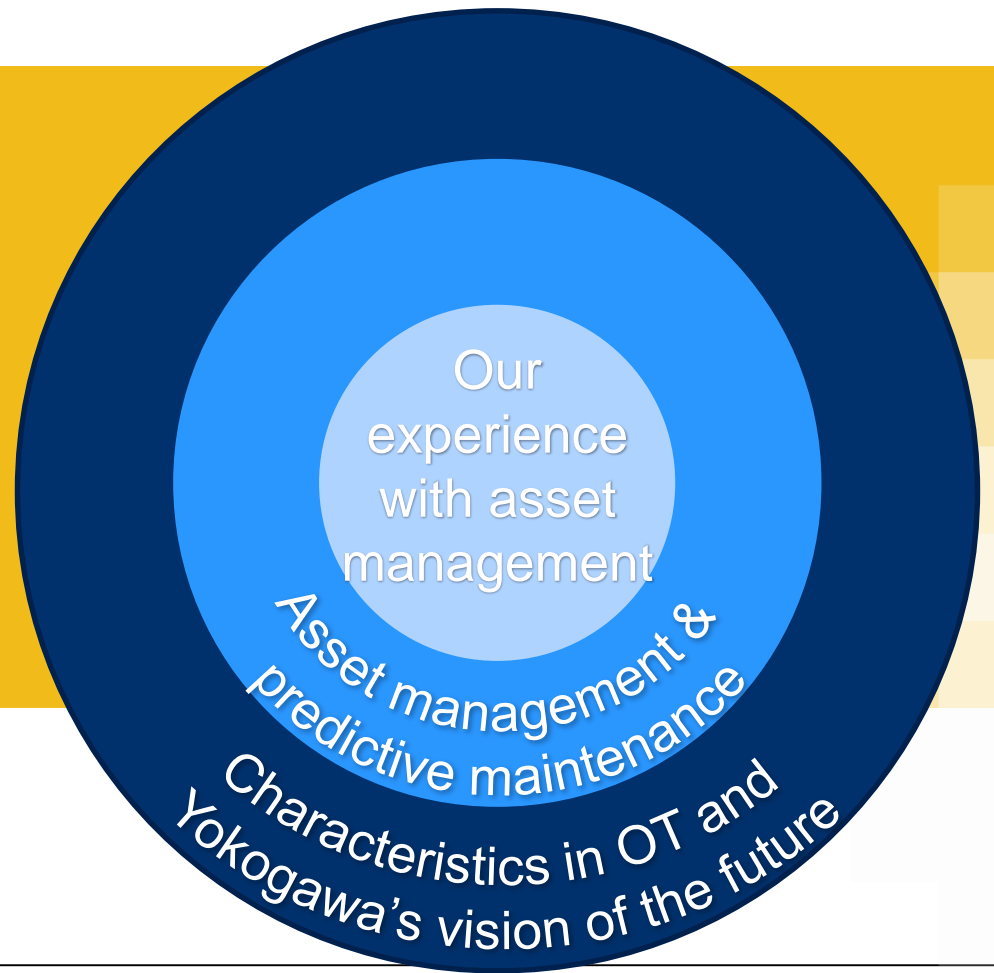 Our
experience
with asset
management
Asset management &
predictive maintenance
Characteristics in OT and
Yokogawa’s vision of the future